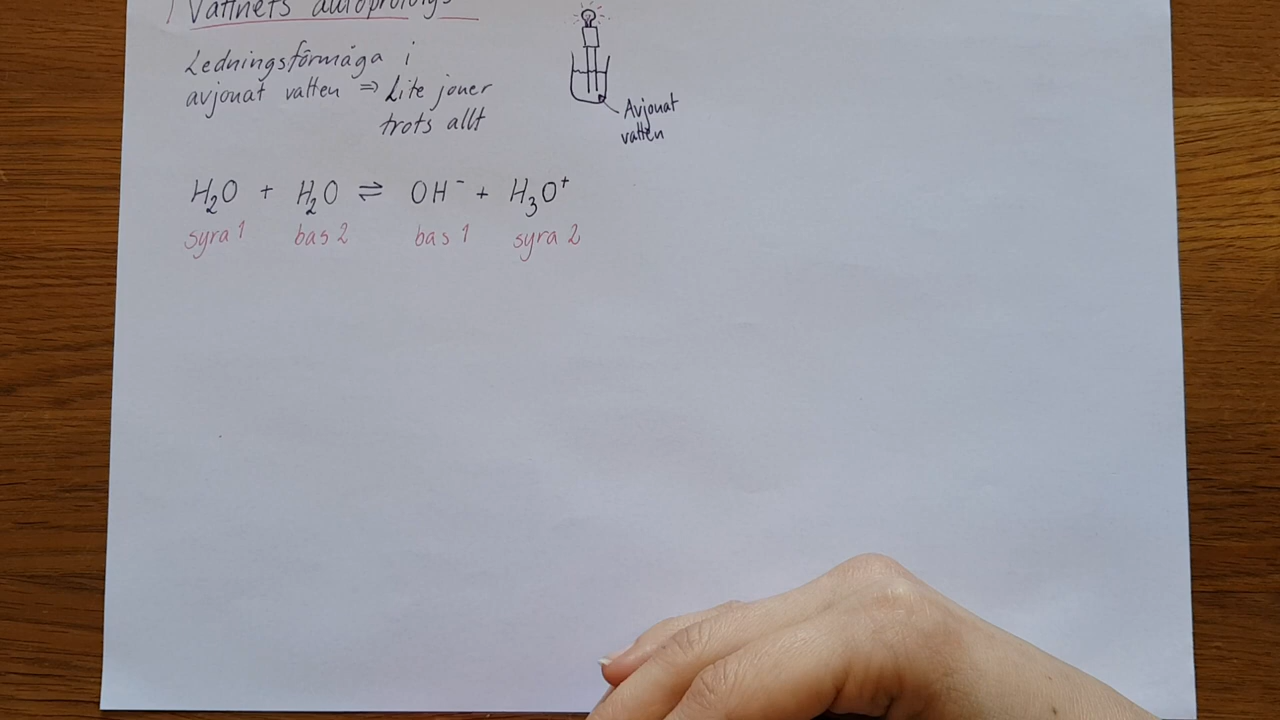 Vattnets autoprotolys
Ledningsförmåga i
avjonat vatten ⇒ Lite joner
trots allt
Avjonat
vatten
H₂O + H₂O ⇌ OH⁻ + H₃O⁺
syra 1 bas 2 bas 1 syra 2